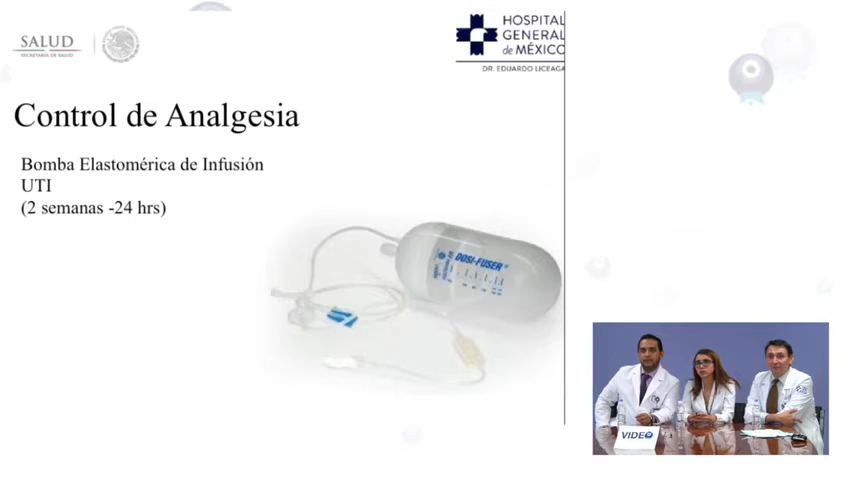 SALUD
SECRETARÍA DE SALUD
HOSPITAL
GENERAL
de MÉXICO
DR. EDUARDO LICEAGA
Control de Analgesia
Bomba Elastomérica de Infusión
UTI
(2 semanas -24 hrs)
DOSI-FUSER®
VIDEO